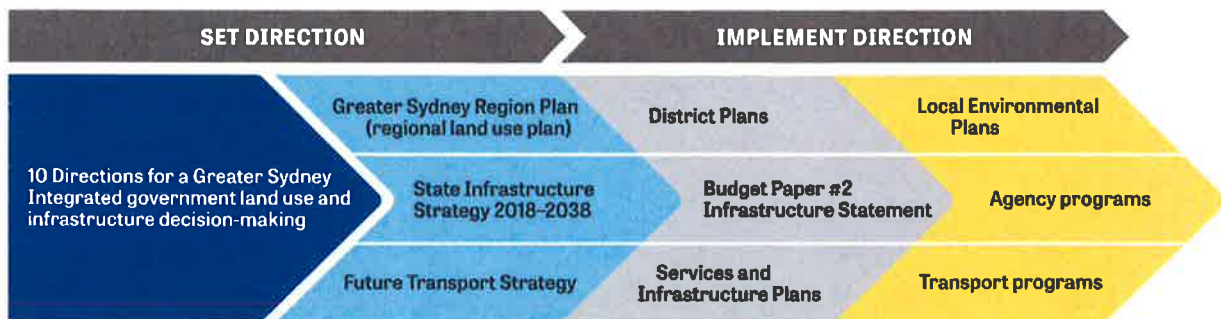 SET DIRECTION
IMPLEMENT DIRECTION
10 Directions for a Greater Sydney
Integrated government land use and
infrastructure decision-making
Greater Sydney Region Plan
(regional land use plan)
District Plans
Local Environmental
Plans
State Infrastructure
Strategy 2018–2038
Budget Paper #2
Infrastructure Statement
Agency programs
Future Transport Strategy
Services and
Infrastructure Plans
Transport programs